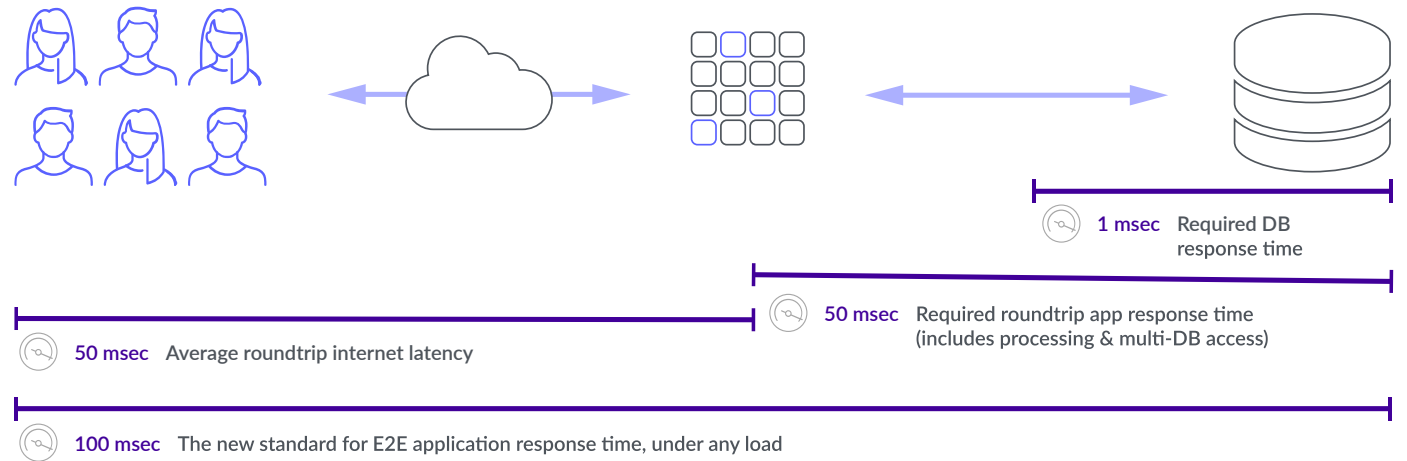 1 msec Required DB
response time
50 msec Required roundtrip app response time
(includes processing & multi-DB access)
50 msec Average roundtrip internet latency
100 msec The new standard for E2E application response time, under any load